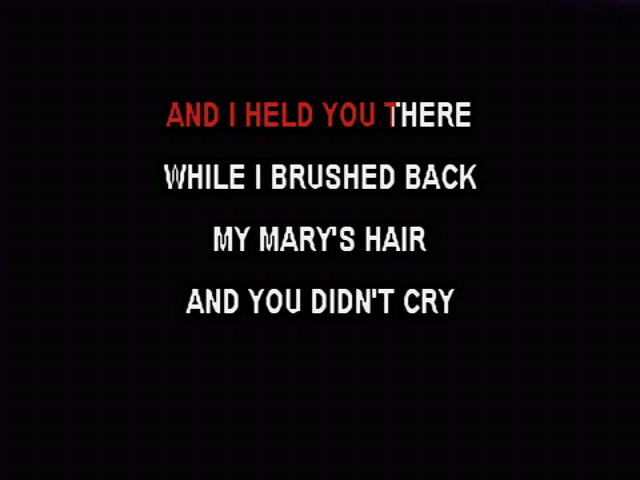 AND I HELD YOU THERE
WHILE I BRUSHED BACK
MY MARY'S HAIR
AND YOU DIDN'T CRY